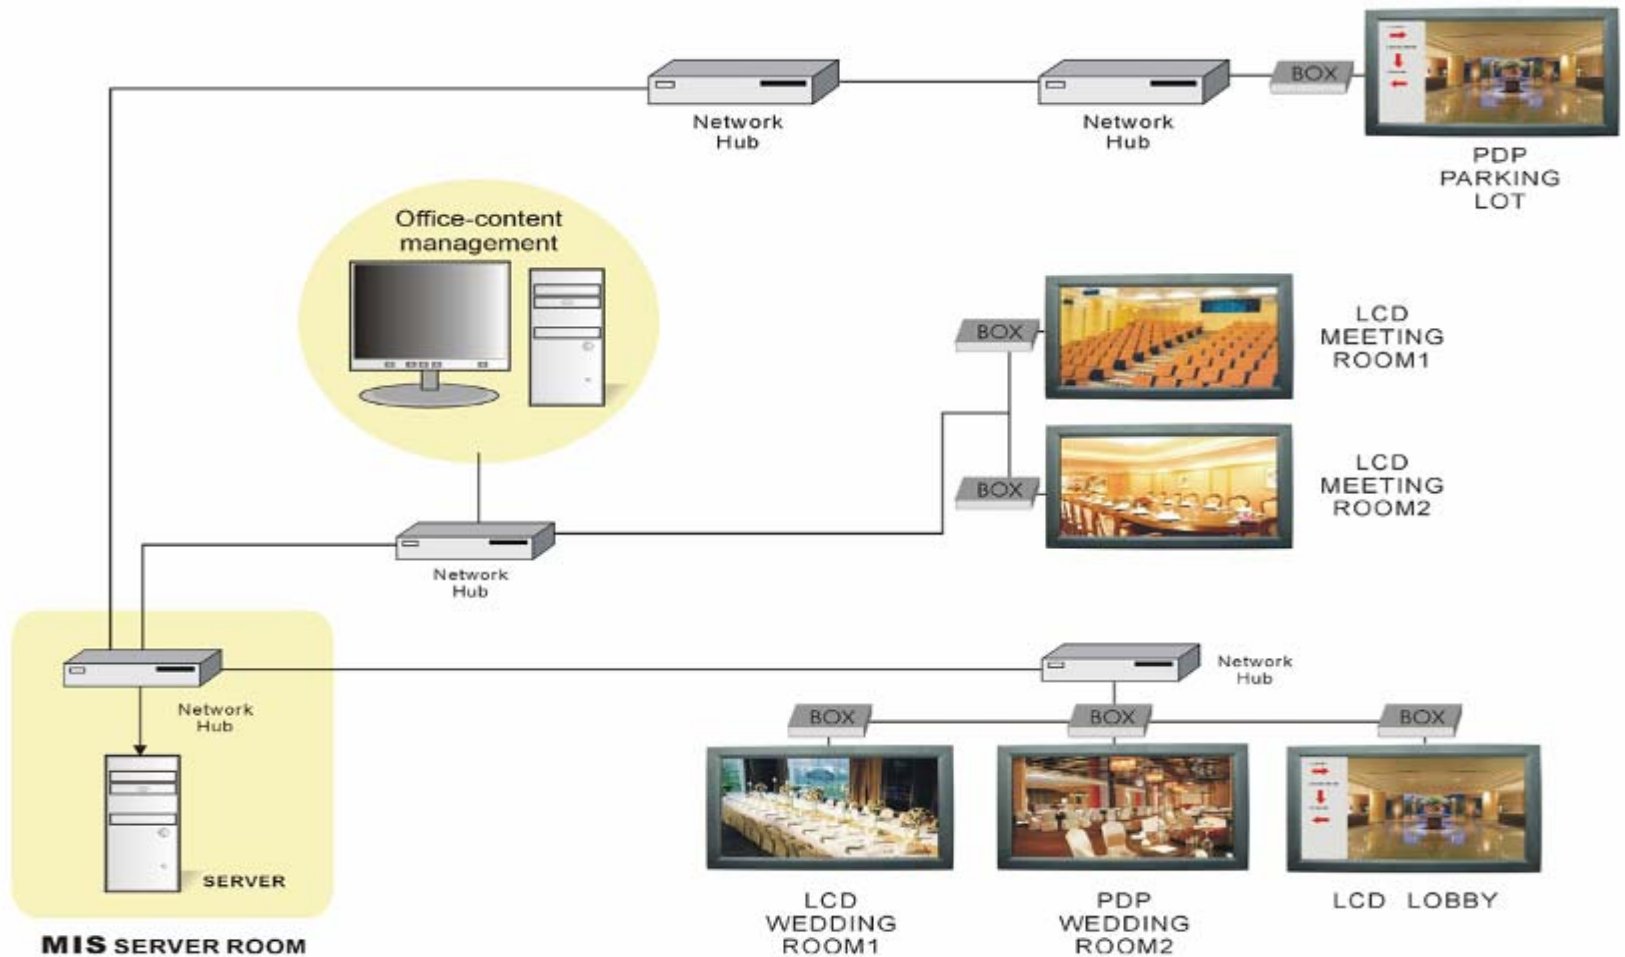 BOX
Network
Hub
Network
Hub
PDP
PARKING
LOT
Office-content
management
BOX
LCD
MEETING
ROOM1
BOX
LCD
MEETING
ROOM2
Network
Hub
Network
Hub
Network
Hub
BOX
BOX
BOX
SERVER
LCD
WEDDING
ROOM1
PDP
WEDDING
ROOM2
LCD LOBBY
MIS SERVER ROOM